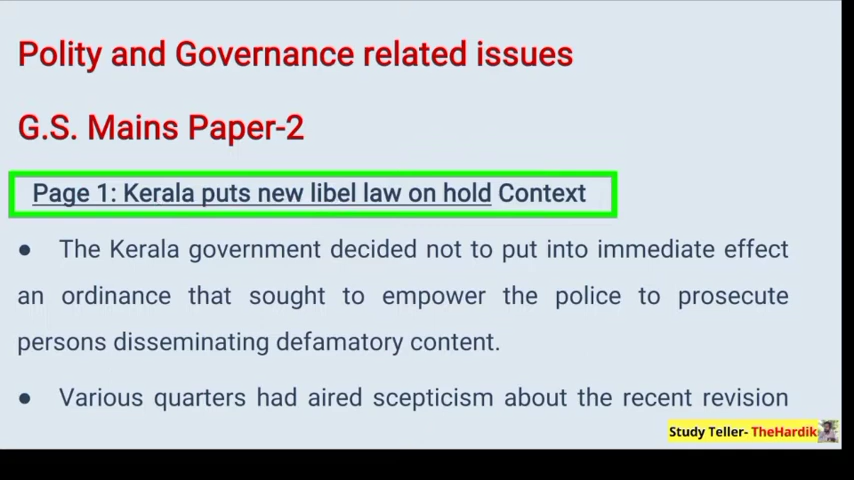 Polity and Governance related issues
G.S. Mains Paper-2
Page 1: Kerala puts new libel law on hold Context
● The Kerala government decided not to put into immediate effect
an ordinance that sought to empower the police to prosecute
persons disseminating defamatory content.
● Various quarters had aired scepticism about the recent revision
Study Teller- TheHardik